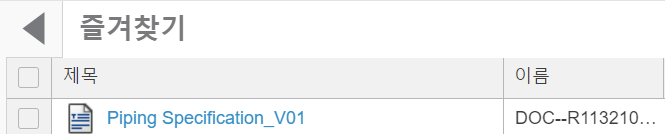 즐겨찾기
제목 이름
Piping Specification_V01 DOC--R113210…